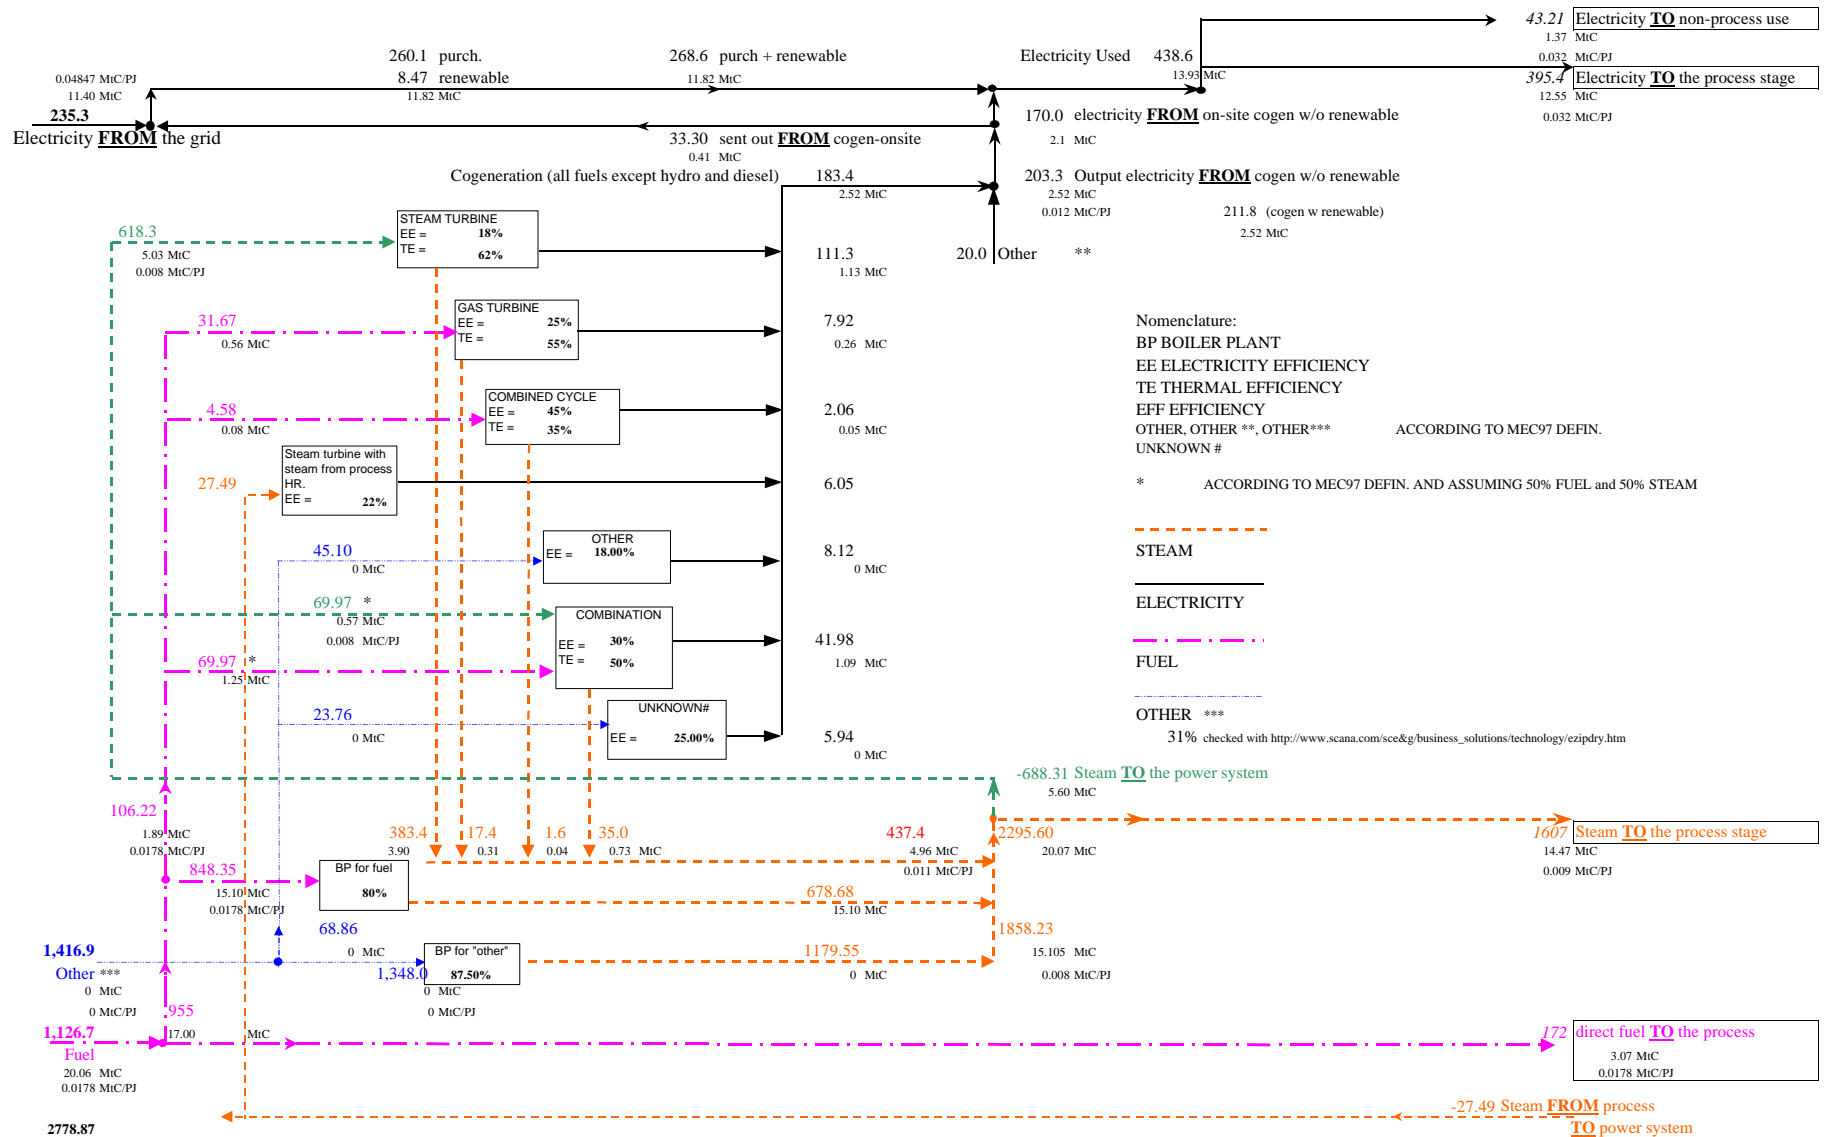 43.21 Electricity TO non-process use
1.37 MtC
260.1 purch.
268.6 purch + renewable
Electricity Used 438.6
0.032 MtC/PJ
0.04847 MtC/PJ
8.47 renewable
11.82 MtC
13.93 MtC
395.4 Electricity TO the process stage
11.40 MtC
11.82 MtC
12.55 MtC
235.3
170.0 electricity FROM on-site cogen w/o renewable
0.032 MtC/PJ
Electricity FROM the grid
33.30 sent out FROM cogen-onsite
2.1 MtC
0.41 MtC
Cogeneration (all fuels except hydro and diesel) 183.4
203.3 Output electricity FROM cogen w/o renewable
2.52 MtC
2.52 MtC
0.012 MtC/PJ
211.8 (cogen w renewable)
2.52 MtC
STEAM TURBINE
EE = 18%
TE = 62%
618.3
5.03 MtC
0.008 MtC/PJ
111.3
1.13 MtC
20.0 Other **
GAS TURBINE
EE = 25%
TE = 55%
31.67
0.56 MtC
7.92
0.26 MtC
Nomenclature:
BP BOILER PLANT
EE ELECTRICITY EFFICIENCY
TE THERMAL EFFICIENCY
EFF EFFICIENCY
OTHER, OTHER **, OTHER*** ACCORDING TO MEC97 DEFIN.
UNKNOWN #
* ACCORDING TO MEC97 DEFIN. AND ASSUMING 50% FUEL and 50% STEAM
COMBINED CYCLE
EE = 45%
TE = 35%
4.58
0.08 MtC
2.06
0.05 MtC
Steam turbine with
steam from process
HR.
EE = 22%
27.49
6.05
STEAM
OTHER
EE = 18.00%
45.10
0 MtC
8.12
0 MtC
ELECTRICITY
69.97 *
0.57 MtC
0.008 MtC/PJ
COMBINATION
EE = 30%
TE = 50%
41.98
1.09 MtC
69.97 *
1.25 MtC
FUEL
UNKNOWN#
EE = 25.00%
23.76
0 MtC
5.94
0 MtC
OTHER ***
31% checked with http://www.scana.com/sce&g/business_solutions/technology/ezipdry.htm
-688.31 Steam TO the power system
5.60 MtC
106.22
1.89 MtC
0.0178 MtC/PJ
383.4 17.4 1.6 35.0
3.90 0.31 0.04 0.73 MtC
437.4
4.96 MtC
0.011 MtC/PJ
2295.60
20.07 MtC
1607 Steam TO the process stage
14.47 MtC
0.009 MtC/PJ
848.35
15.10 MtC
0.0178 MtC/PJ
BP for fuel
80%
678.68
15.10 MtC
68.86
0 MtC
1858.23
15.105 MtC
0.008 MtC/PJ
1,416.9
Other ***
0 MtC
0 MtC/PJ
BP for "other"
87.50%
1,348.0
0 MtC
0 MtC/PJ
1179.55
0 MtC
955
17.00 MtC
1,126.7
Fuel
20.06 MtC
0.0178 MtC/PJ
172 direct fuel TO the process
3.07 MtC
0.0178 MtC/PJ
-27.49 Steam FROM process
TO power system
2778.87